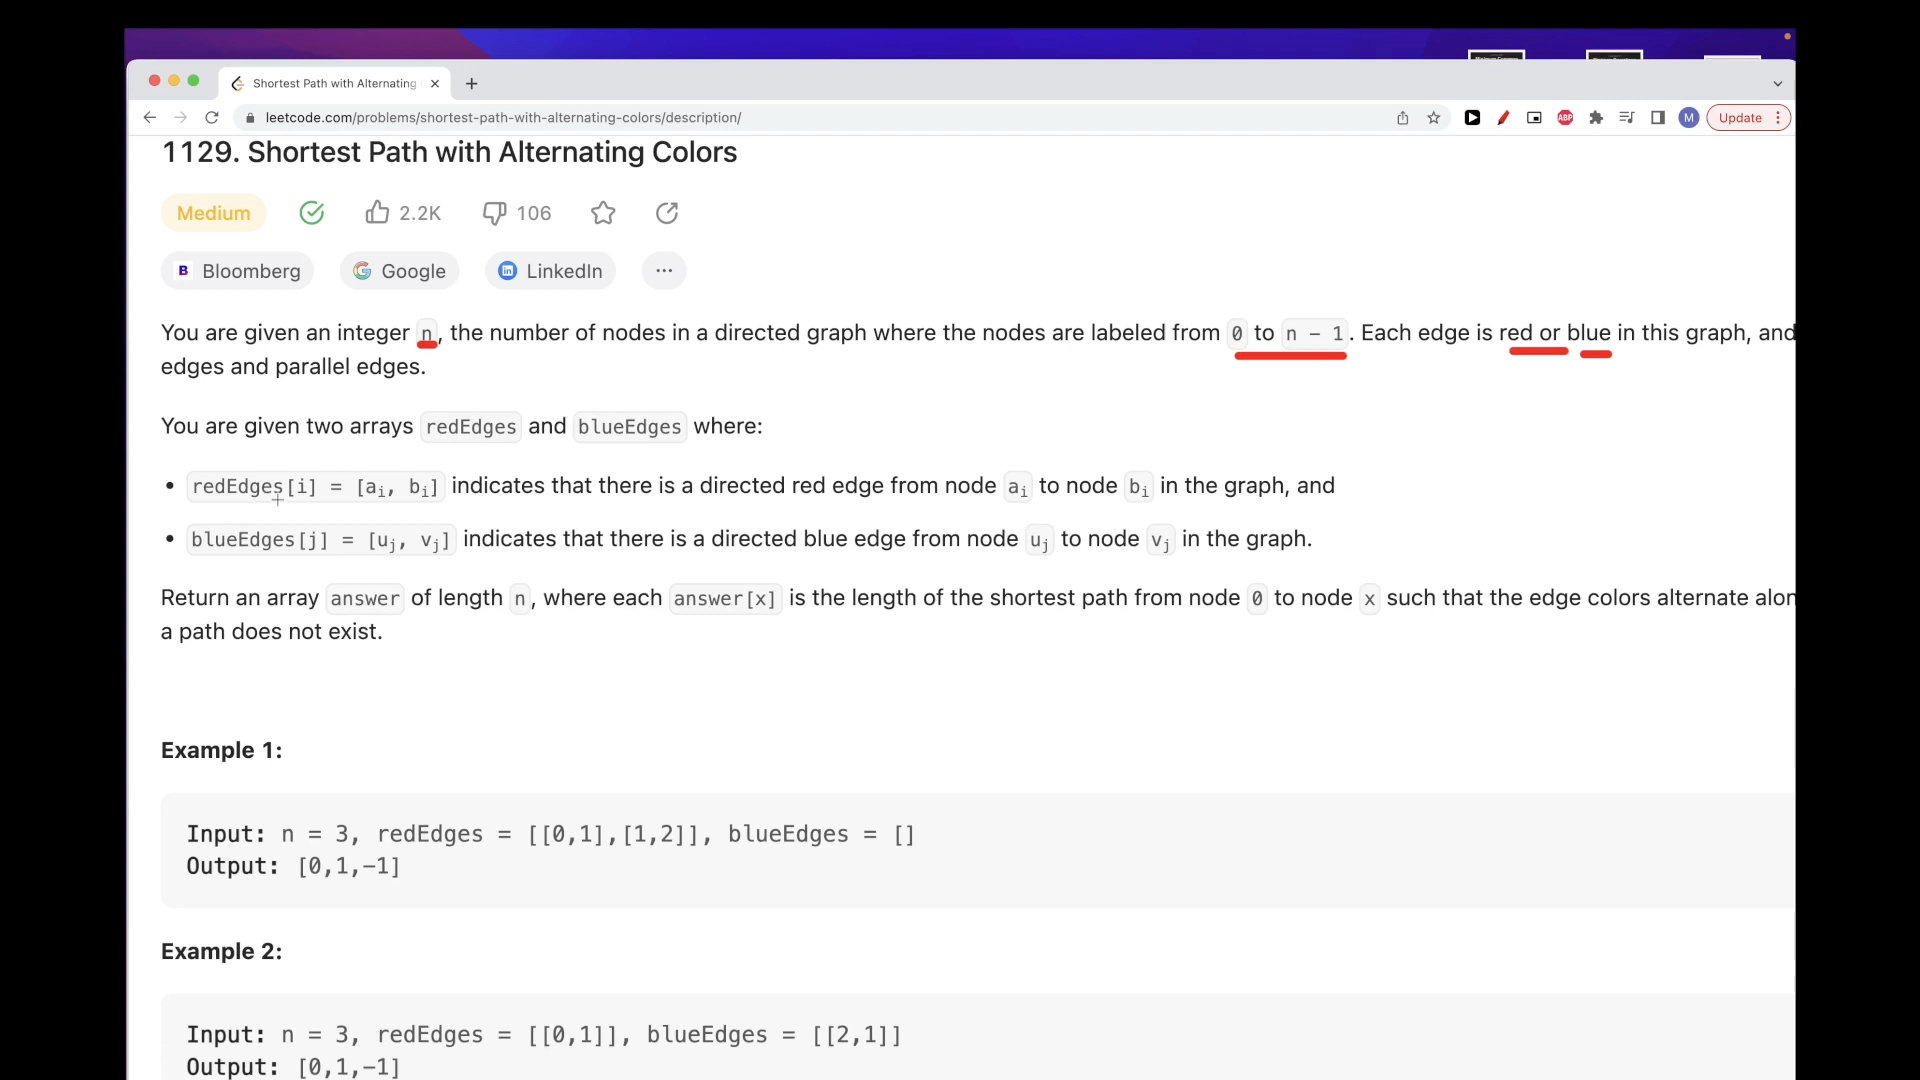 Shortest Path with Alternating
leetcode.com/problems/shortest-path-with-alternating-colors/description/
ABP
M
Update
1129. Shortest Path with Alternating Colors
Medium
2.2K
106
B Bloomberg
Google
in LinkedIn
...
You are given an integer n, the number of nodes in a directed graph where the nodes are labeled from 0 to n - 1. Each edge is red or blue in this graph, and
edges and parallel edges.
You are given two arrays redEdges and blueEdges where:
• redEdges[i] = [ai, bi] indicates that there is a directed red edge from node ai to node bi in the graph, and
• blueEdges[j] = [uj, vj] indicates that there is a directed blue edge from node uj to node vj in the graph.
Return an array answer of length n, where each answer[x] is the length of the shortest path from node 0 to node x such that the edge colors alternate alon
a path does not exist.
Example 1:
Input: n = 3, redEdges = [[0,1],[1,2]], blueEdges = []
Output: [0,1,-1]
Example 2:
Input: n = 3, redEdges = [[0,1]], blueEdges = [[2,1]]
Output: [0,1,-1]